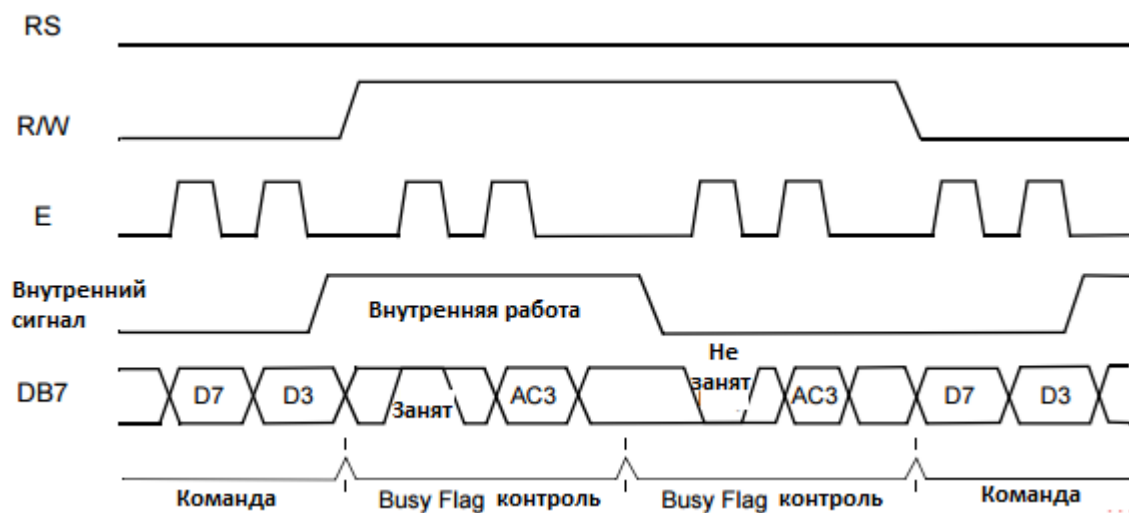 RS
R/W
E
Внутренний
сигнал
Внутренняя работа
Не
занят
DB7
D7
D3
Занят
AC3
AC3
D7
D3
Команда
Busy Flag контроль
Busy Flag контроль
Команда